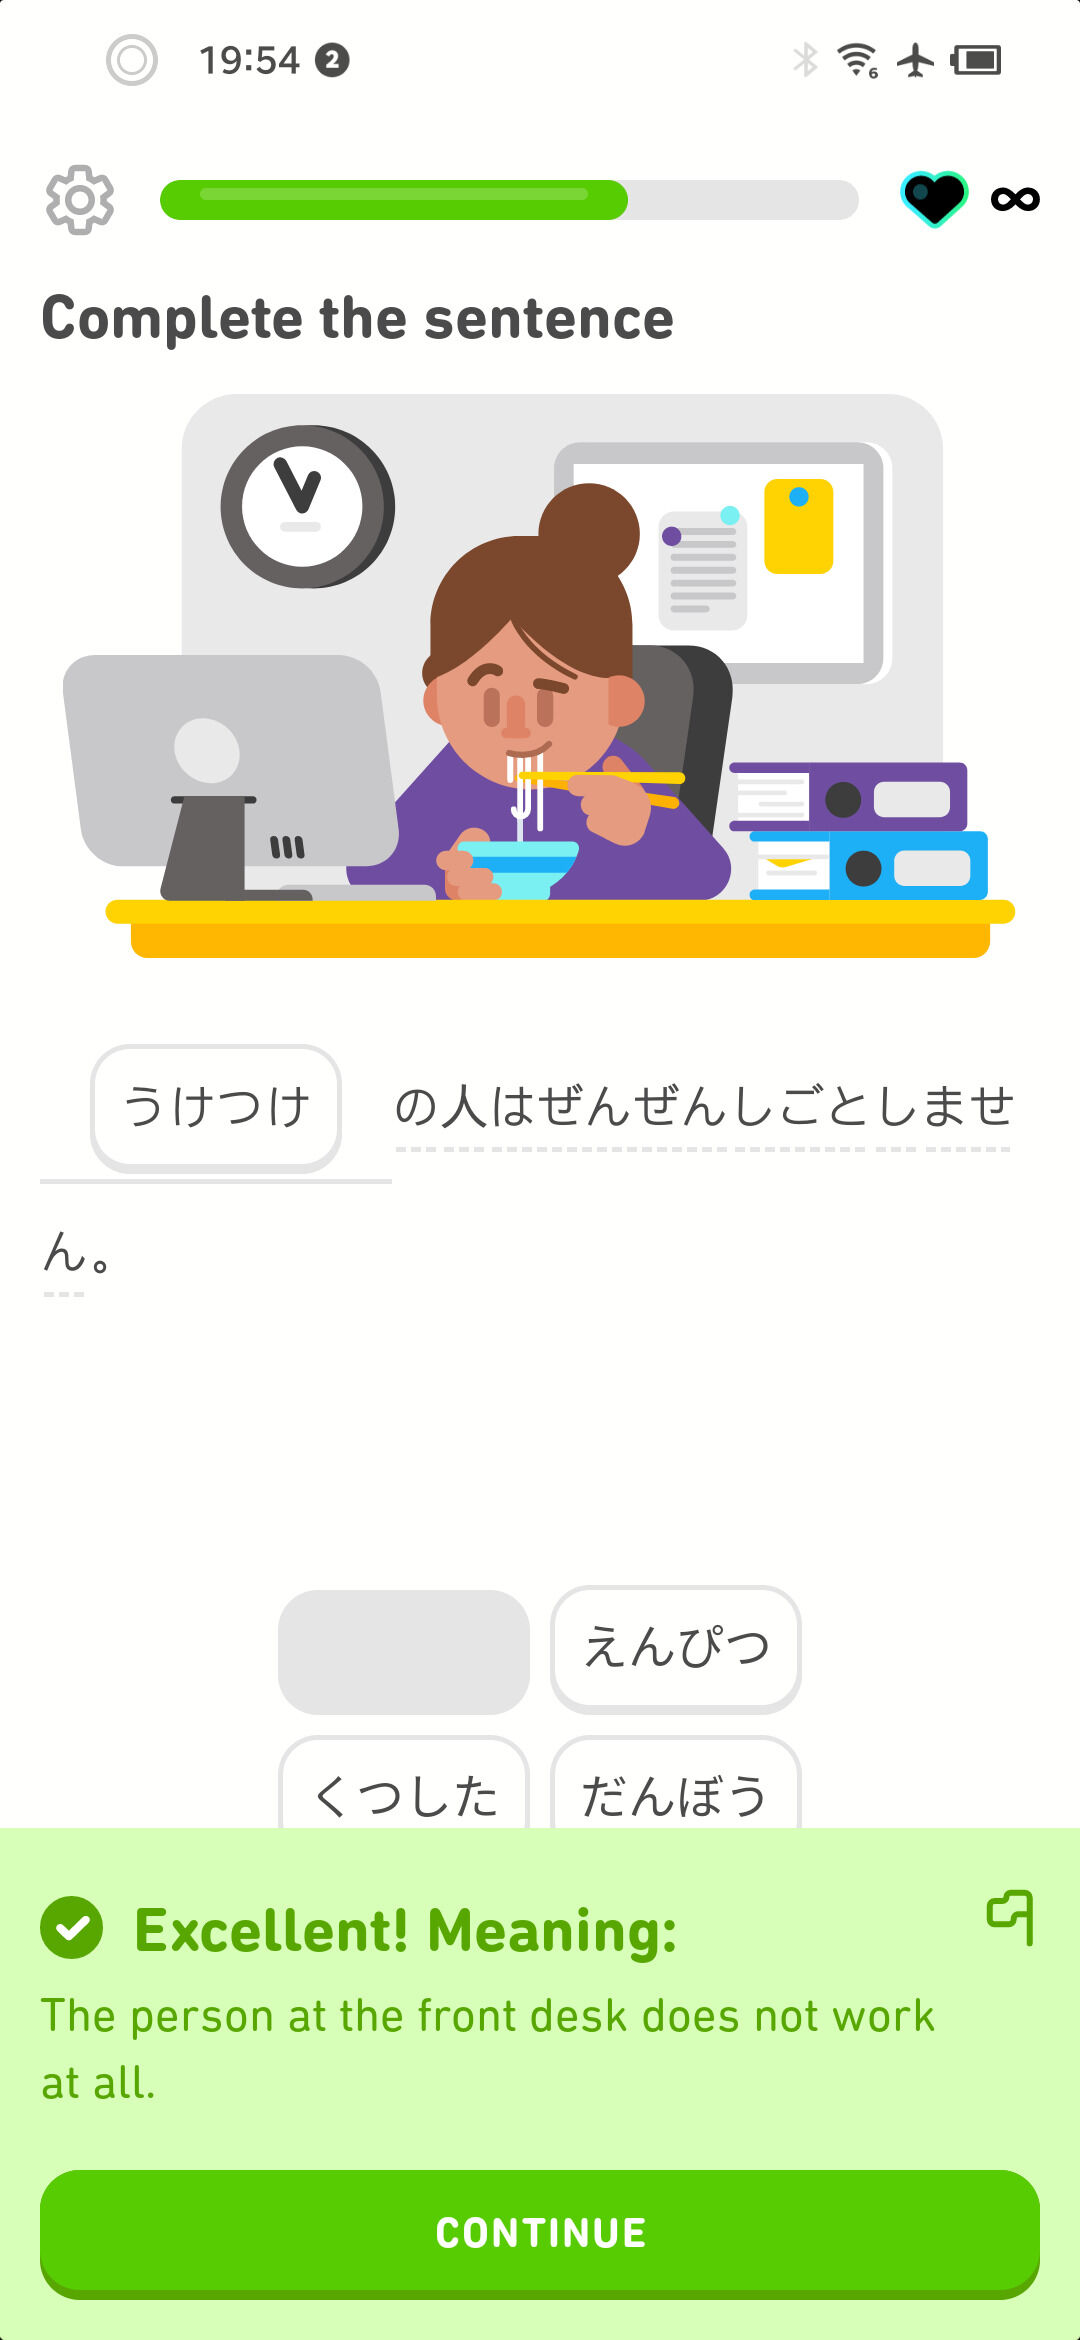 19:54 2
6
Complete the sentence
うけつけ の人はぜんぜんしごとしませ
ん。
えんぴつ
くつした だんぼう
Excellent! Meaning:
The person at the front desk does not work
at all.
CONTINUE